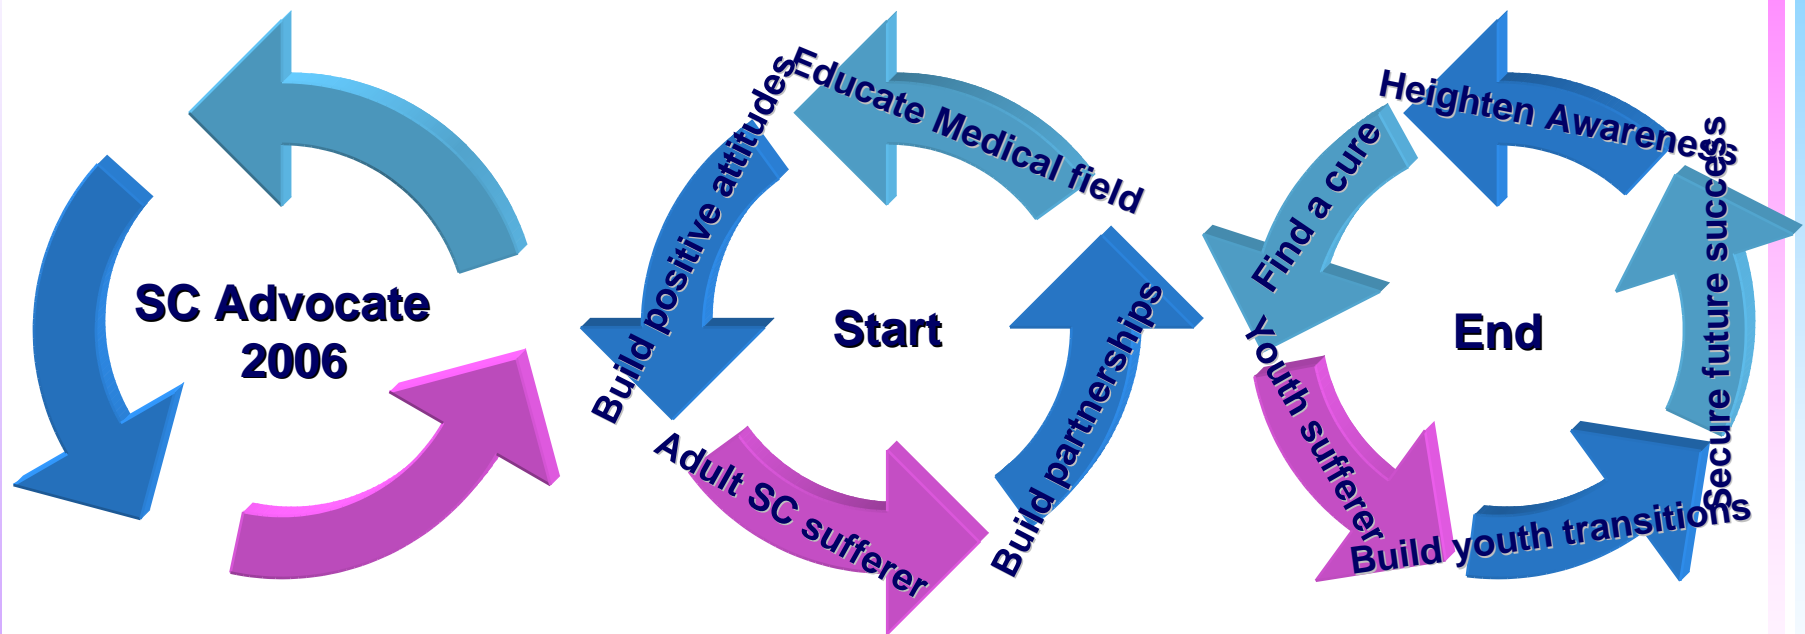 SC Advocate
2006
Educate Medical field
Build positive attitudes
Start
Adult SC sufferer
Build partnerships
Heighten Awareness
Find a cure
End
Youth sufferer
Build youth transitions
Secure future success